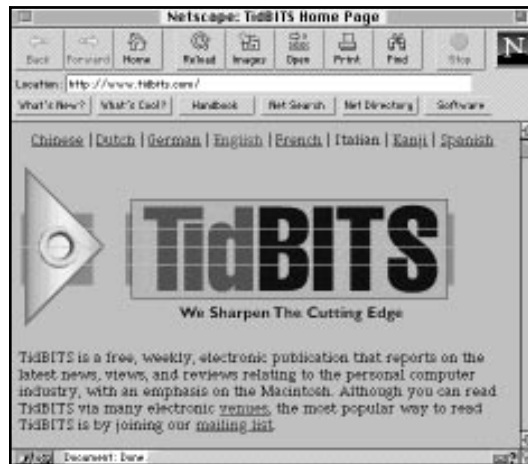 Netscape: TidBITS Home Page
Back Forward Home Reload Images Open Print Find Stop N
Location: http://www.tidbits.com/
What's New? What's Cool? Handbook Net Search Net Directory Software
Chinese | Dutch | German | English | French | Italian | Kanji | Spanish
TidBITS
We Sharpen The Cutting Edge
TidBITS is a free, weekly, electronic publication that reports on the
latest news, views, and reviews relating to the personal computer
industry, with an emphasis on the Macintosh. Although you can read
TidBITS via many electronic venues, the most popular way to read
TidBITS is by joining our mailing list.
Document: Done